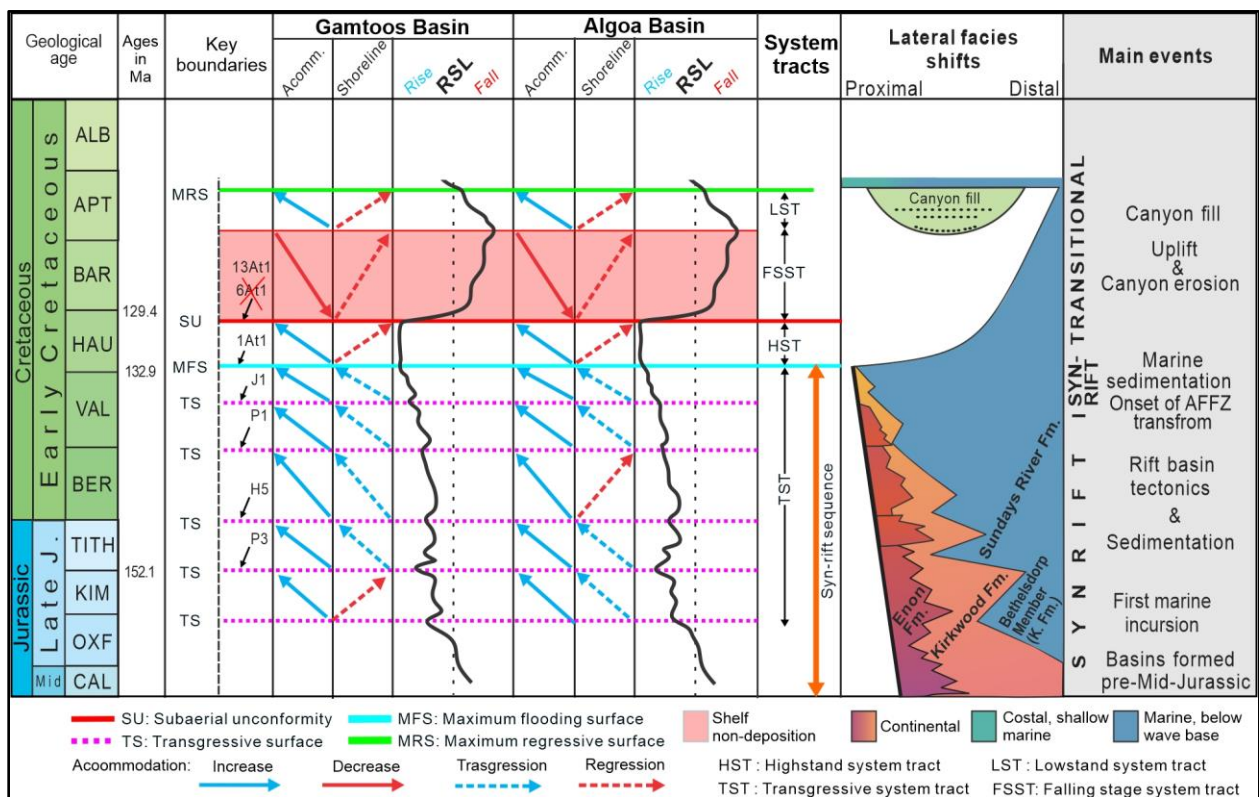 Geological
age
Ages
in
Ma
Key
boundaries
Gamtoos Basin
Acomm.
Shoreline
Rise
RSL
Fall
Algoa Basin
Acomm.
Shoreline
Rise
RSL
Fall
System
tracts
Lateral facies
shifts
Proximal
Distal
Main events
Cretaceous
Early Cretaceous
ALB
APT
BAR
HAU
VAL
BER
Jurassic
Late J.
TITH
KIM
OXF
Mid
CAL
129.4
132.9
152.1
MRS
13At1
6At1
SU
1At1
MFS
J1
TS
P1
TS
H5
TS
P3
TS
TS
LST
FSST
HST
TST
Syn-rift sequence
Canyon fill
Sundays River Fm.
Kirkwood Fm.
Enon
Fm.
Bethelsdorp
Member
(K. Fm.)
SYN RIFT
ISYN-
RIFT
TRANSITIONAL
Canyon fill
Uplift
&
Canyon erosion
Marine
sedimentation
Onset of AFFZ
transfrom
Rift basin
tectonics
&
Sedimentation
First marine
incursion
Basins formed
pre-Mid-Jurassic
SU: Subaerial unconformity
MFS: Maximum flooding surface
Shelf
non-deposition
Continental
Costal, shallow
marine
Marine, below
wave base
TS: Transgressive surface
MRS: Maximum regressive surface
Acoommodation:
Increase
Decrease
Trasgression
Regression
HST : Highstand system tract
LST : Lowstand system tract
TST : Transgressive system tract
FSST: Falling stage system tract